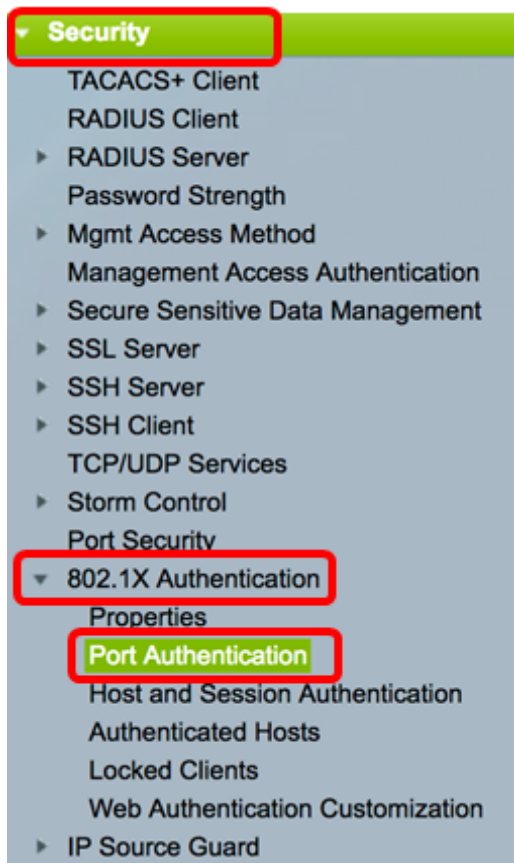 Security
TACACS+ Client
RADIUS Client
RADIUS Server
Password Strength
Mgmt Access Method
Management Access Authentication
Secure Sensitive Data Management
SSL Server
SSH Server
SSH Client
TCP/UDP Services
Storm Control
Port Security
802.1X Authentication
Properties
Port Authentication
Host and Session Authentication
Authenticated Hosts
Locked Clients
Web Authentication Customization
IP Source Guard